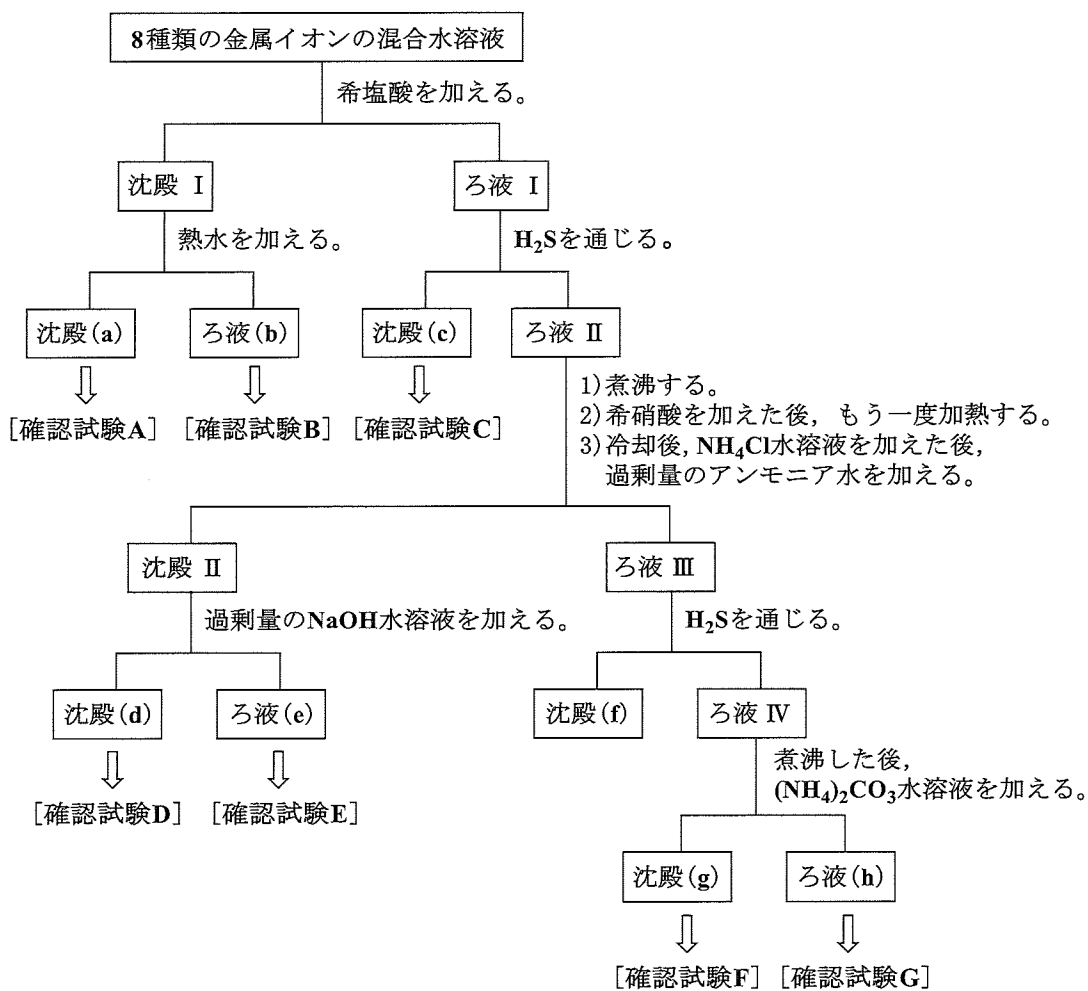 8種類の金属イオンの混合水溶液
希塩酸を加える。
沈殿 Ⅰ
ろ液 Ⅰ
熱水を加える。
H₂Sを通じる。
沈殿(a)
ろ液(b)
沈殿(c)
ろ液 Ⅱ
[確認試験A]
[確認試験B]
[確認試験C]
1)煮沸する。
2)希硝酸を加えた後,もう一度加熱する。
3)冷却後,NH₄Cl水溶液を加えた後,
過剰量のアンモニア水を加える。
沈殿 Ⅱ
ろ液 Ⅲ
過剰量のNaOH水溶液を加える。
H₂Sを通じる。
沈殿(d)
ろ液(e)
沈殿(f)
ろ液 Ⅳ
[確認試験D]
[確認試験E]
煮沸した後,
(NH₄)₂CO₃水溶液を加える。
沈殿(g)
ろ液(h)
[確認試験F]
[確認試験G]